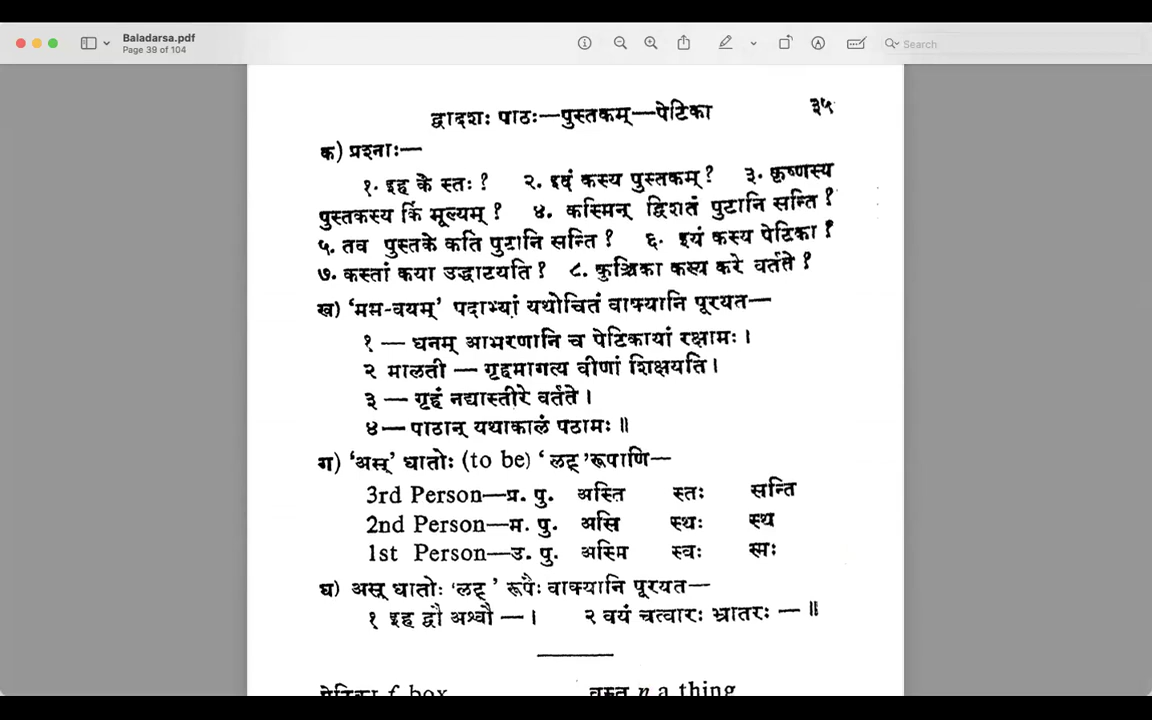 Baladarsa.pdf
Page 39 of 104
Search
द्वादशः पाठः—पुस्तकम्—पेटिका ३५
क) प्रश्नाः—
१. इह के स्तः ? २. इदं कस्य पुस्तकम् ? ३. कृष्णस्य
पुस्तकस्य किं मूल्यम् ? ४. कस्मिन् द्विशतं पुटानि सन्ति ?
५. तव पुस्तके कति पुटानि सन्ति ? ६. इयं कस्य पेटिका ?
७. कस्तां कया उद्घाटयति ? ८. कुञ्चिका कस्य करे वर्तते ?
ख) ‘मम-वयम्’ पदाभ्यां यथोचितं वाक्यानि पूरयत—
१ — धनम् आभरणानि च पेटिकायां रक्षामः ।
२ मालती — गृहमागत्य वीणां शिक्षयति ।
३ — गृहं नद्यास्तीरे वर्तते ।
४— पाठान् यथाकालं पठामः ॥
ग) ‘अस्’ धातोः (to be) ‘लट्’ रूपाणि—
3rd Person—प्र. पु. अस्ति स्तः सन्ति
2nd Person—म. पु. असि स्थः स्थ
1st Person—उ. पु. अस्मि स्वः स्मः
घ) अस् धातोः ‘लट्’ रूपैः वाक्यानि पूरयत—
१ इह द्वौ अश्वौ — । २ वयं चत्वारः भ्रातरः — ॥
पेटिका f box वस्तु n a thing